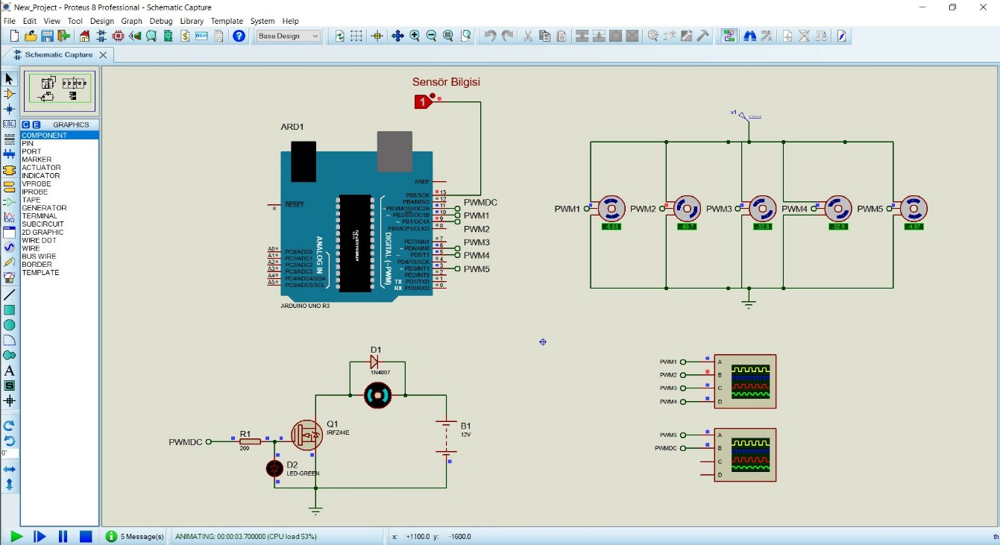 New_Project - Proteus 8 Professional - Schematic Capture
File Edit View Tool Design Graph Debug Library Template System Help
Base Design
Schematic Capture
C E GRAPHICS
COMPONENT
PIN
PORT
MARKER
ACTUATOR
INDICATOR
VPROBE
IPROBE
TAPE
GENERATOR
TERMINAL
SUBCIRCUIT
2D GRAPHIC
WIRE DOT
WIRE
BUS WIRE
BORDER
TEMPLATE
Sensör Bilgisi
1
ARD1
AREF
RESET
PB5/SCK 13
PB4/MISO 12
~PB3/MOSI/OC2A 11
~ PB2/SS/OC1B 10
~ PB1/OC1A 9
PB0/ICP1/CLKO 8
PD7/AIN1 7
~ PD6/AIN0 6
~ PD5/T1 5
PD4/T0/XCK 4
~ PD3/INT1 3
PD2/INT0 2
TX PD1/TXD 1
RX PD0/RXD 0
ANALOG IN
DIGITAL (~PWM)
A0 PC0/ADC0
A1 PC1/ADC1
A2 PC2/ADC2
A3 PC3/ADC3
A4 PC4/ADC4/SDA
A5 PC5/ADC5/SCL
ARDUINO UNO R3
PWMDC
PWM1
PWM2
PWM3
PWM4
PWM5
v1
PWM1 PWM2 PWM3 PWM4 PWM5
-5.03 -60.7 -32.8 -32.9 -4.97
D1
1N4007
Q1
IRFZ44E
B1
12V
PWMDC
R1
200
D2
LED-GREEN
PWM1 A
PWM2 B
PWM3 C
PWM4 D
PWM5 A
PWMDC B
C
D
5 Message(s) ANIMATING: 00:00:03.700000 (CPU load 53%) x: +1100.0 y: -1600.0 th